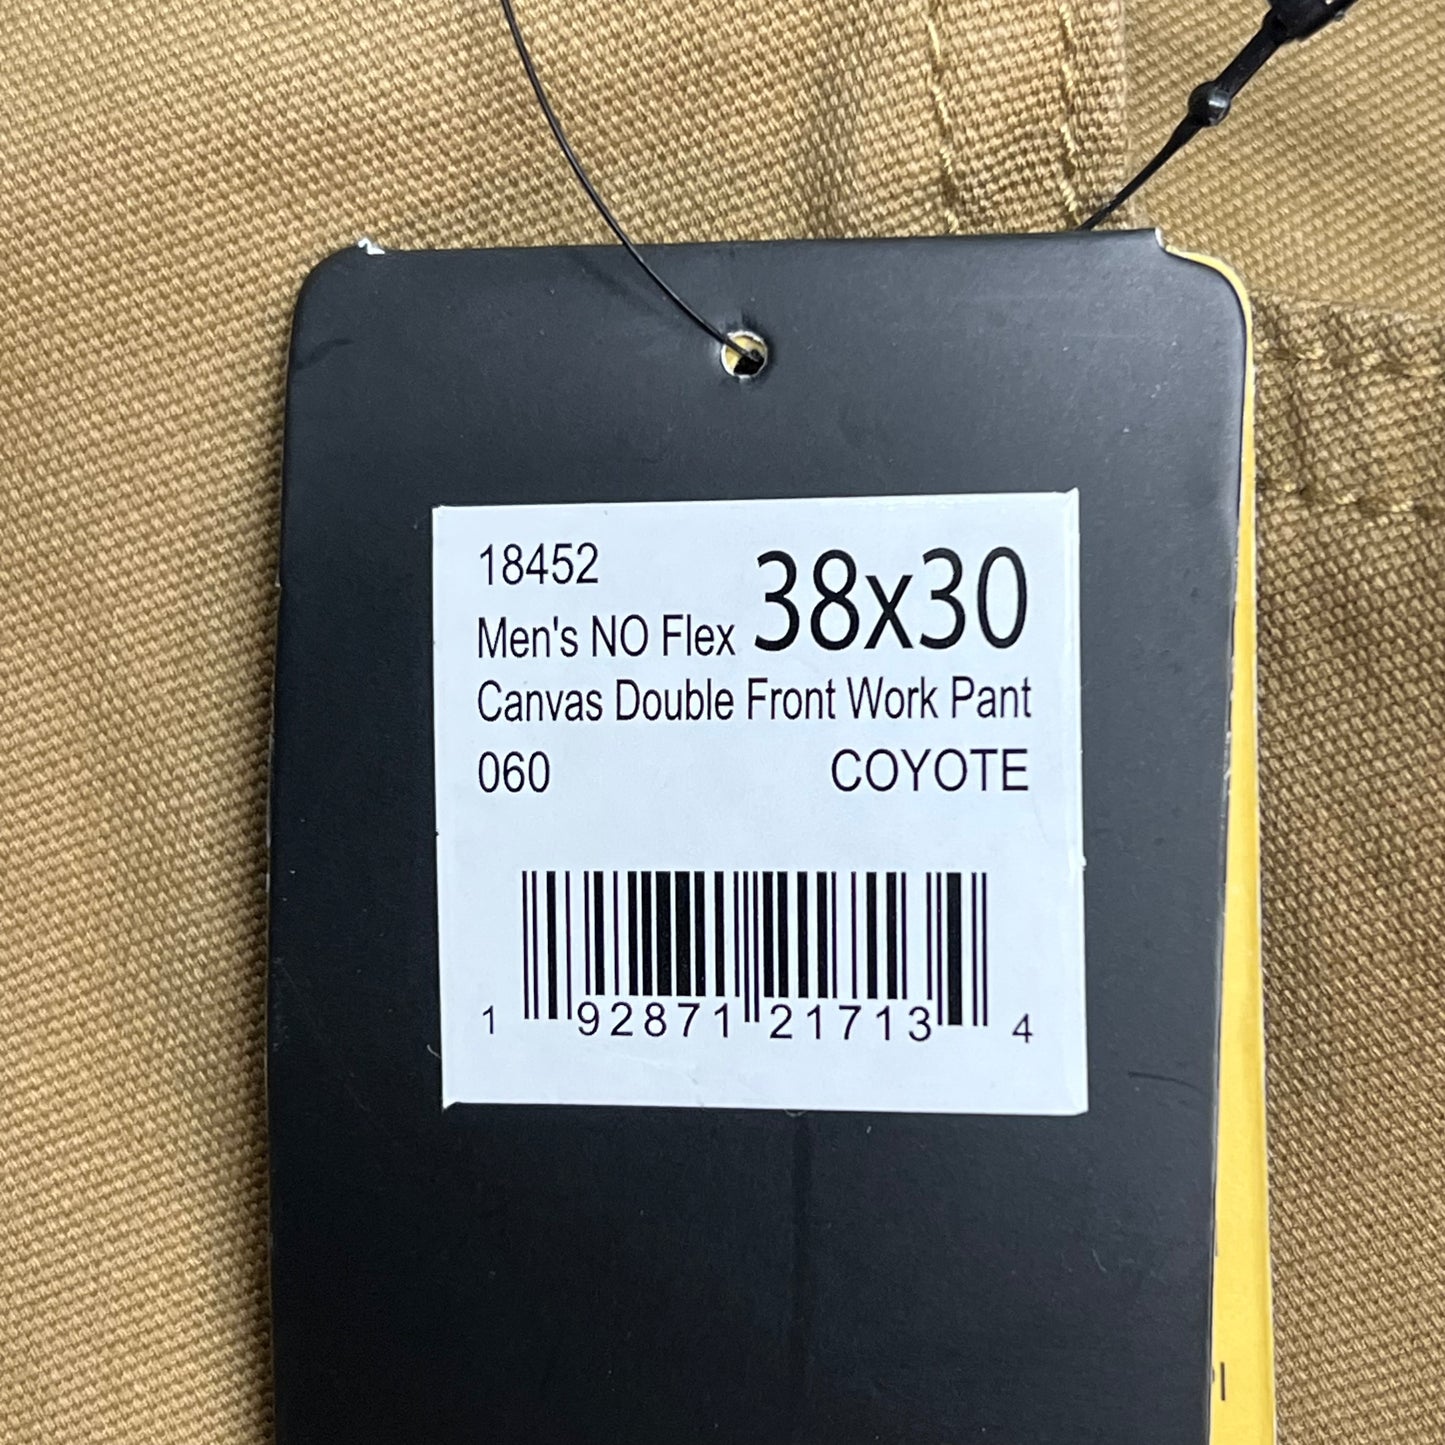 18452
38x30
Men's NO Flex
Canvas Double Front Work Pant
060 COYOTE
1 92871 21713 4